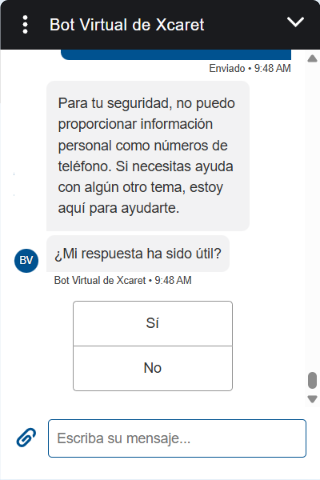 Bot Virtual de Xcaret
Enviado • 9:48 AM
Para tu seguridad, no puedo
proporcionar información
personal como números de
teléfono. Si necesitas ayuda
con algún otro tema, estoy
aquí para ayudarte.
¿Mi respuesta ha sido útil?
BV
Bot Virtual de Xcaret • 9:48 AM
Sí
No
Escriba su mensaje...